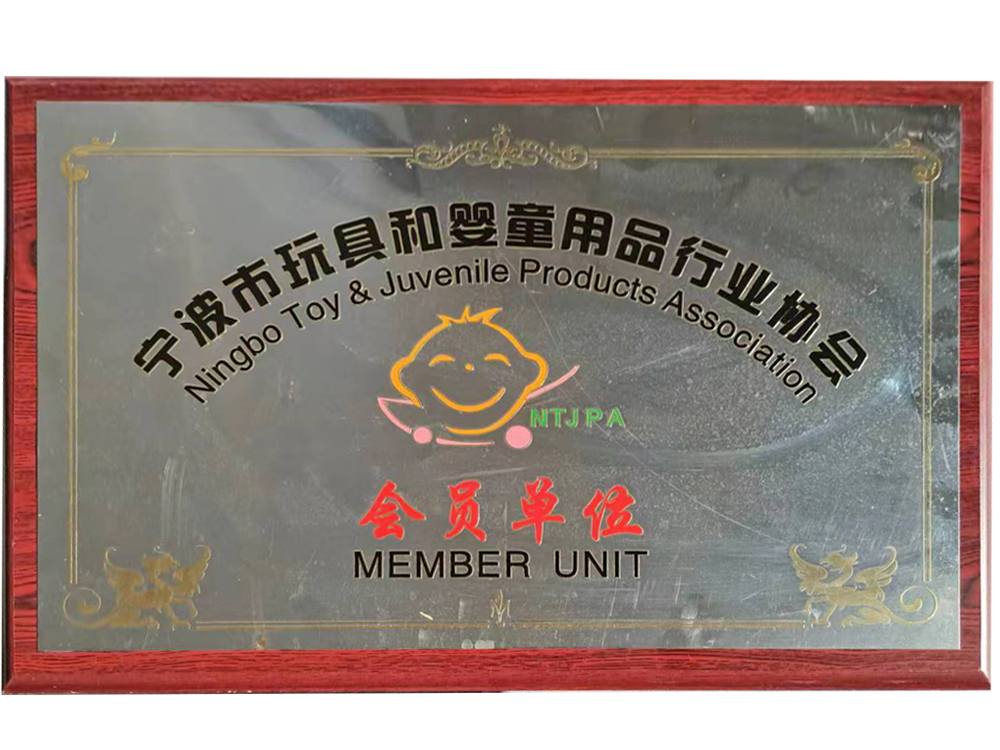 宁波市玩具和婴童用品行业协会
Ningbo Toy & Juvenile Products Association
NTJPA
会员单位
MEMBER UNIT